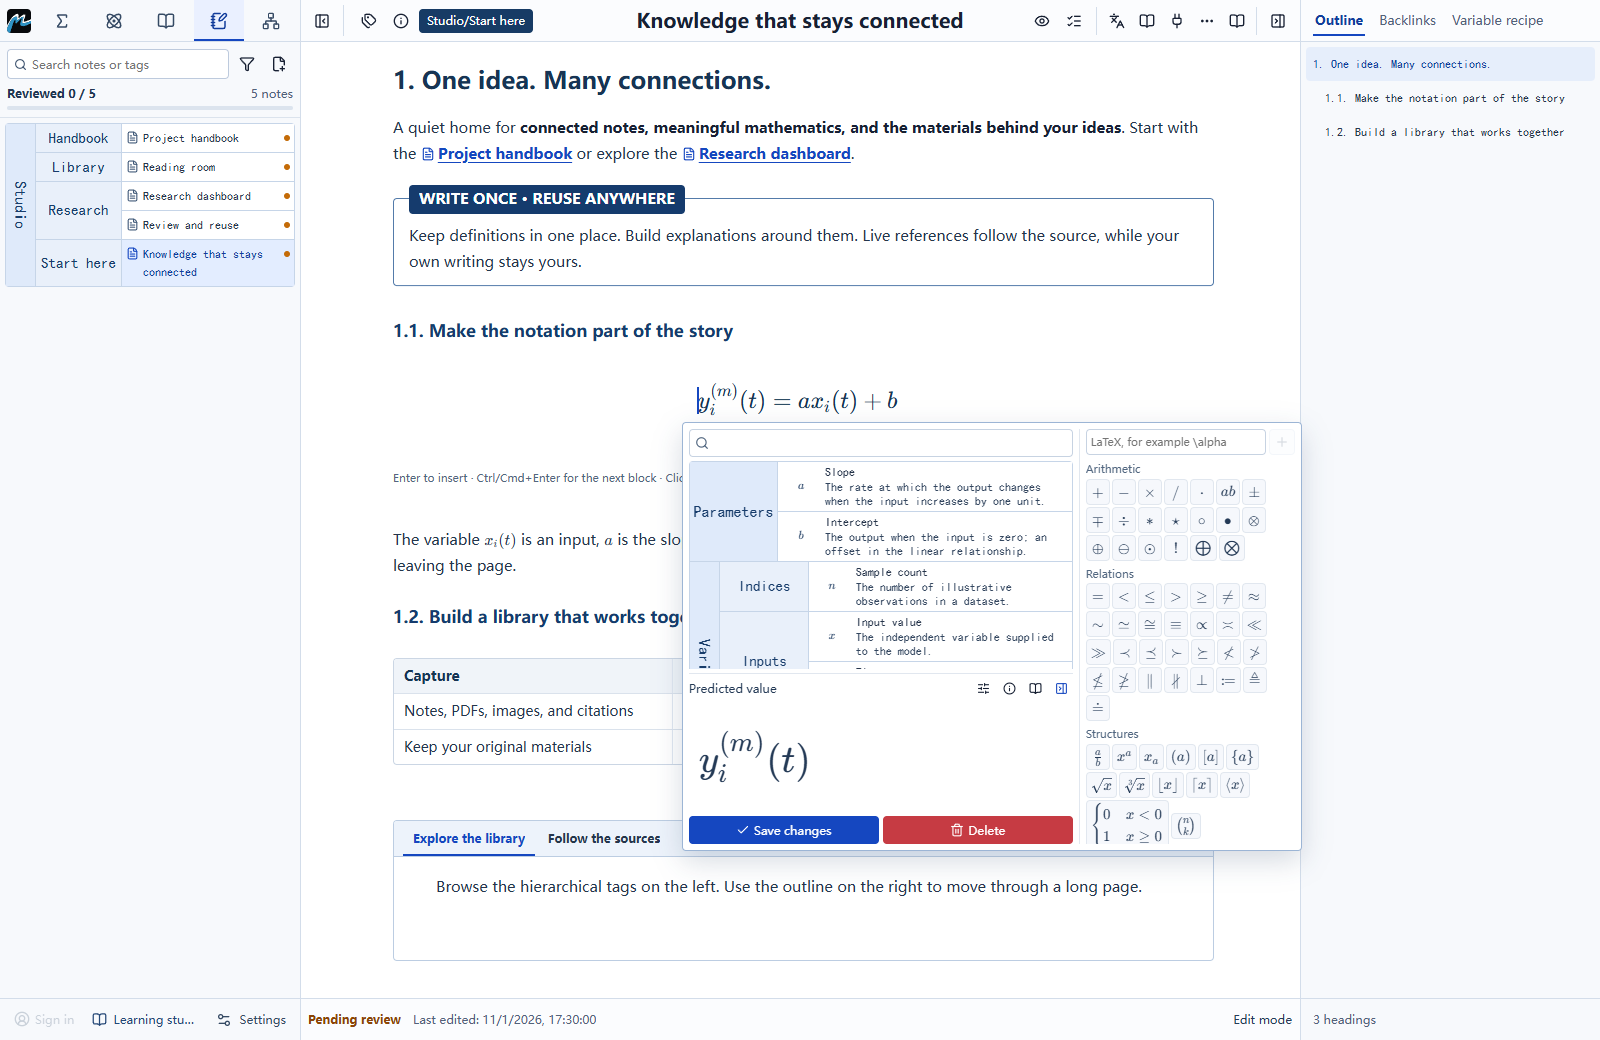 Studio/Start here
Knowledge that stays connected
Outline
Backlinks
Variable recipe
Search notes or tags
Reviewed 0 / 5
5 notes
Studio
Handbook
Project handbook
Library
Reading room
Research
Research dashboard
Review and reuse
Start here
Knowledge that stays
connected
1. One idea. Many connections.
A quiet home for connected notes, meaningful mathematics, and the materials behind your ideas. Start with
the Project handbook or explore the Research dashboard.
WRITE ONCE • REUSE ANYWHERE
Keep definitions in one place. Build explanations around them. Live references follow the source, while your
own writing stays yours.
1.1. Make the notation part of the story
y_i^(m)(t) = ax_i(t) + b
Enter to insert · Ctrl/Cmd+Enter for the next block · Clic
The variable x_i(t) is an input, a is the slo
leaving the page.
1.2. Build a library that works toge
Capture
Notes, PDFs, images, and citations
Keep your original materials
Explore the library
Follow the sources
Browse the hierarchical tags on the left. Use the outline on the right to move through a long page.
Parameters
a
Slope
The rate at which the output changes
when the input increases by one unit.
b
Intercept
The output when the input is zero; an
offset in the linear relationship.
Vari
Indices
n
Sample count
The number of illustrative
observations in a dataset.
Inputs
x
Input value
The independent variable supplied
to the model.
Predicted value
y_i^(m)(t)
Save changes
Delete
LaTeX, for example \alpha
+
Arithmetic
+ − × / · ab ±
∓ ÷ ∗ ⋆ ∘ • ⊗
⊕ ⊖ ⊙ ! ⨁ ⨂
Relations
= < ≤ > ≥ ≠ ≈
∼ ≃ ≅ ≡ ∝ ≍ ≪
≫ ≺ ⪯ ≻ ⪰ ≮ ≯
≰ ≱ ∥ ∦ ⊥ := ≜
≐
Structures
a/b x^a x_a (a) [a] {a}
√x ∛x ⌊x⌋ ⌈x⌉ ⟨x⟩
{0 x < 0
1 x ≥ 0
(n k)
1. One idea. Many connections.
1.1. Make the notation part of the story
1.2. Build a library that works together
Sign in
Learning stu...
Settings
Pending review
Last edited: 11/1/2026, 17:30:00
Edit mode
3 headings